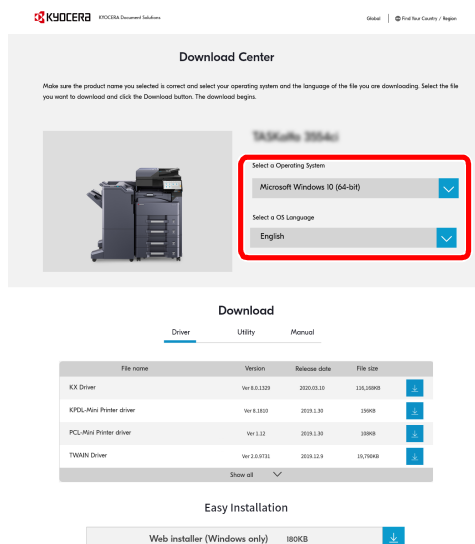 KYOCERA KYOCERA Document Solutions Global Find Your Country / Region
Download Center
Make sure the product name you selected is correct and select your operating system and the language of the file you are downloading. Select the file
you want to download and click the Download button. The download begins.
Select a Operating System
Microsoft Windows 10 (64-bit)
Select a OS Language
English
Download
Driver Utility Manual
File name Version Release date File size
KX Driver Ver 8.0.1329 2020.03.10 116,168KB
KPDL-Mini Printer driver Ver 8.1810 2019.1.30 156KB
PCL-Mini Printer driver Ver 1.12 2019.1.30 108KB
TWAIN Driver Ver 2.0.9731 2019.12.9 19,790KB
Show all
Easy Installation
Web installer (Windows only) 180KB